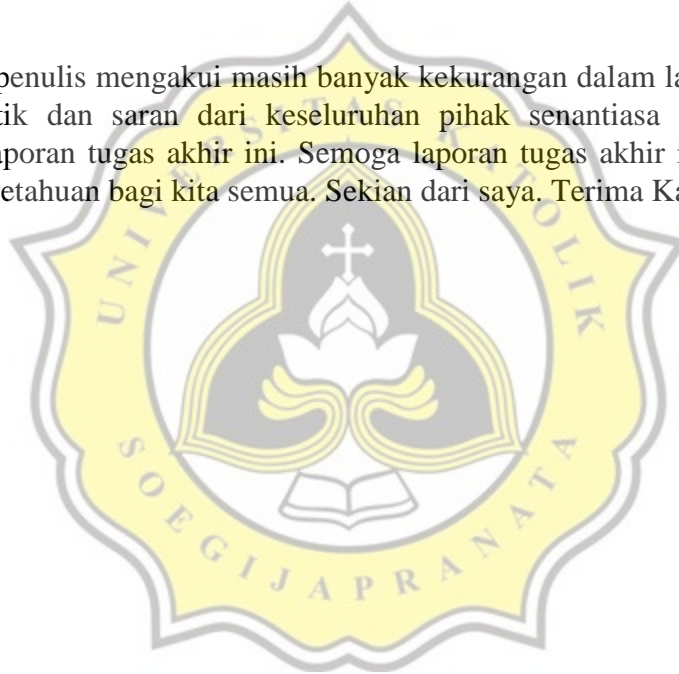 penulis mengakui masih banyak kekurangan dalam la
tik dan saran dari keseluruhan pihak senantiasa
aporan tugas akhir ini. Semoga laporan tugas akhir i
etahuan bagi kita semua. Sekian dari saya. Terima Ka
UNIVERSITAS KATOLIK
SOEGIJAPRANATA